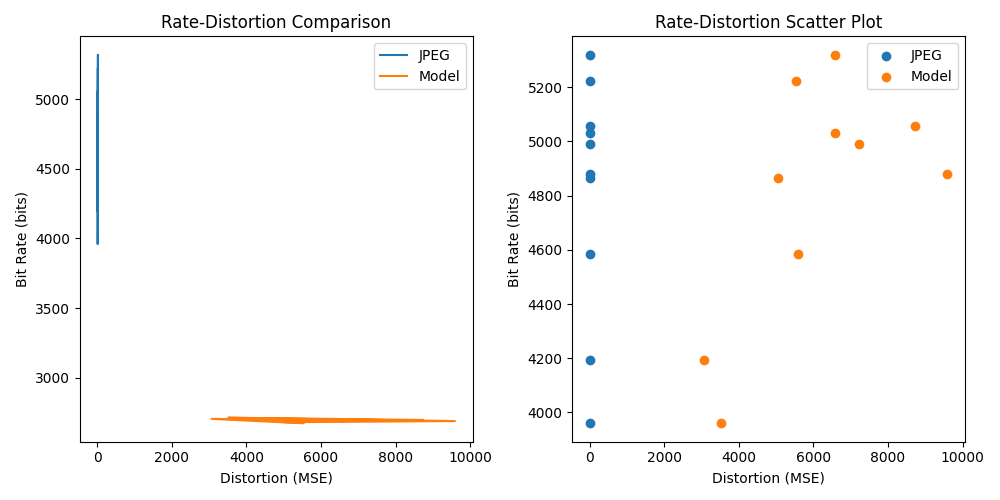 Rate-Distortion Comparison
JPEG
Model
5000
4500
4000
3500
3000
Bit Rate (bits)
0 2000 4000 6000 8000 10000
Distortion (MSE)
Rate-Distortion Scatter Plot
JPEG
Model
5200
5000
4800
4600
4400
4200
4000
Bit Rate (bits)
0 2000 4000 6000 8000 10000
Distortion (MSE)